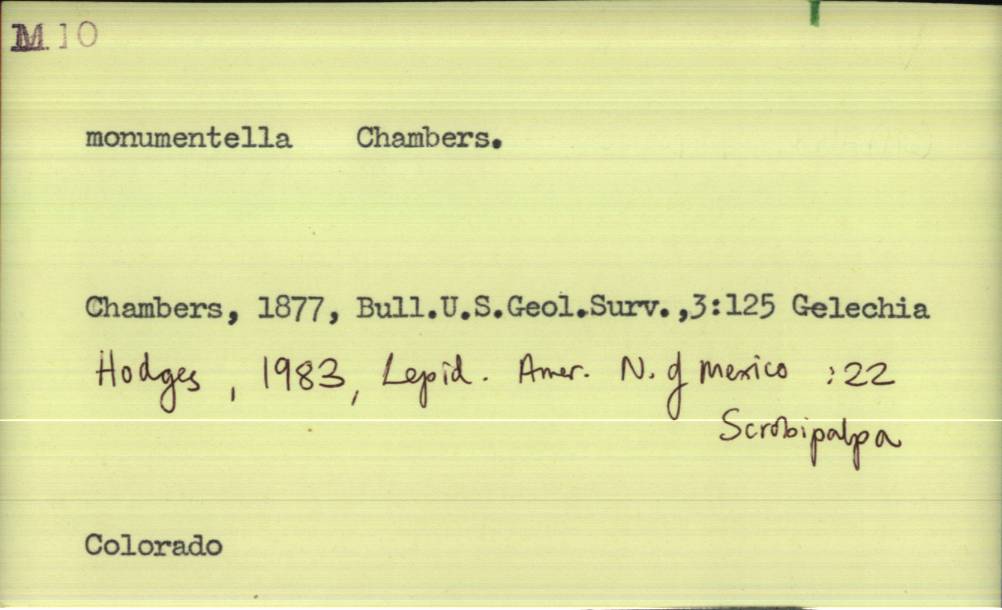 M10
monumentella Chambers.
Chambers, 1877, Bull.U.S.Geol.Surv.,3:125 Gelechia
Hodges, 1983, Lepid. Amer. N. of Mexico :22
Scrobipalpa
Colorado